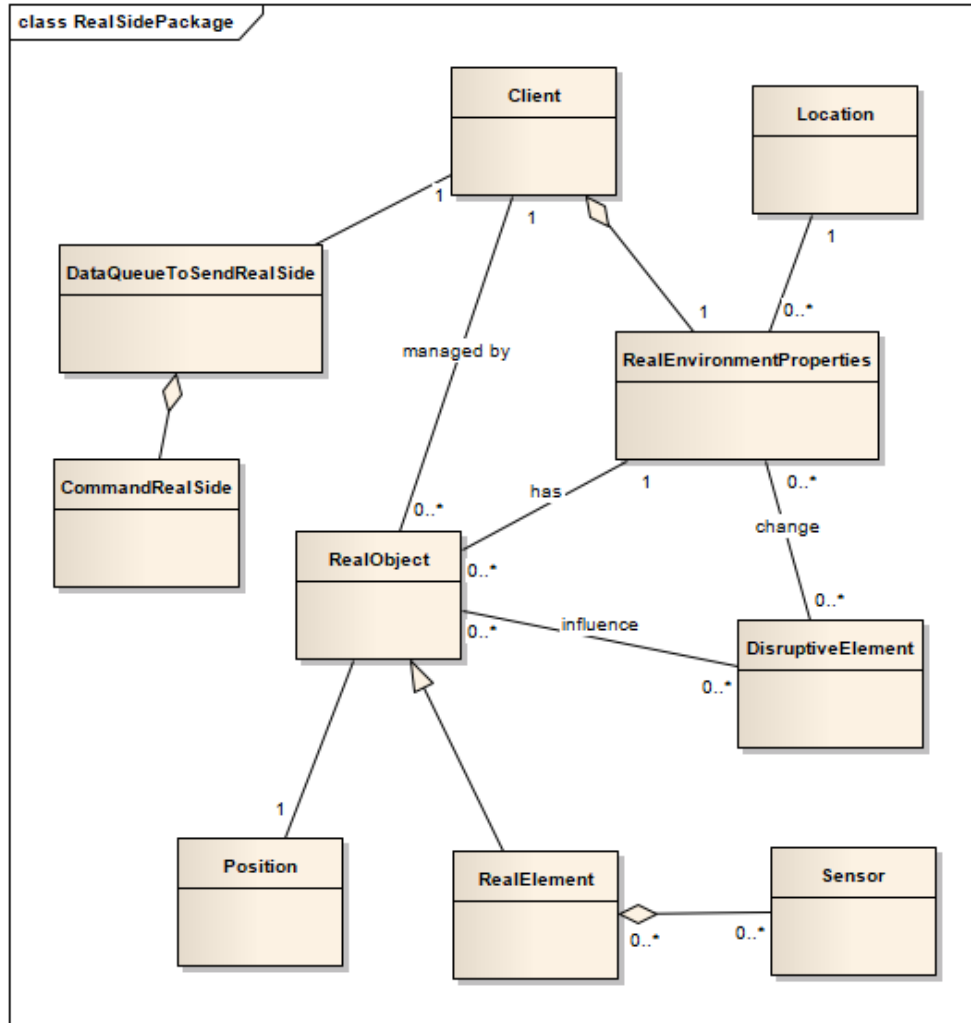 class RealSidePackage
Client
Location
1
1
1
DataQueueToSendRealSide
1
0..*
managed by
RealEnvironmentProperties
CommandRealSide
has
1
0..*
0..*
change
RealObject
0..*
0..*
0..*
influence
DisruptiveElement
0..*
1
Position
RealElement
Sensor
0..*
0..*